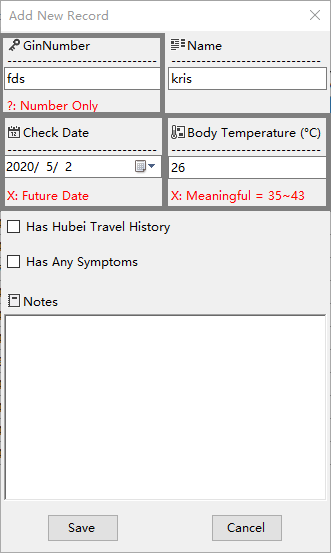 Add New Record
GinNumber
Name
fds
kris
?: Number Only
Check Date
Body Temperature (°C)
2020/ 5/ 2
26
X: Future Date
X: Meaningful = 35~43
Has Hubei Travel History
Has Any Symptoms
Notes
Save
Cancel